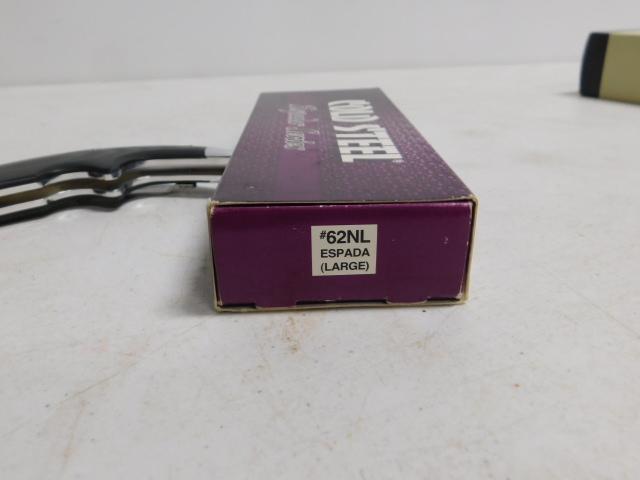 COLD STEEL
#62NL
ESPADA
(LARGE)